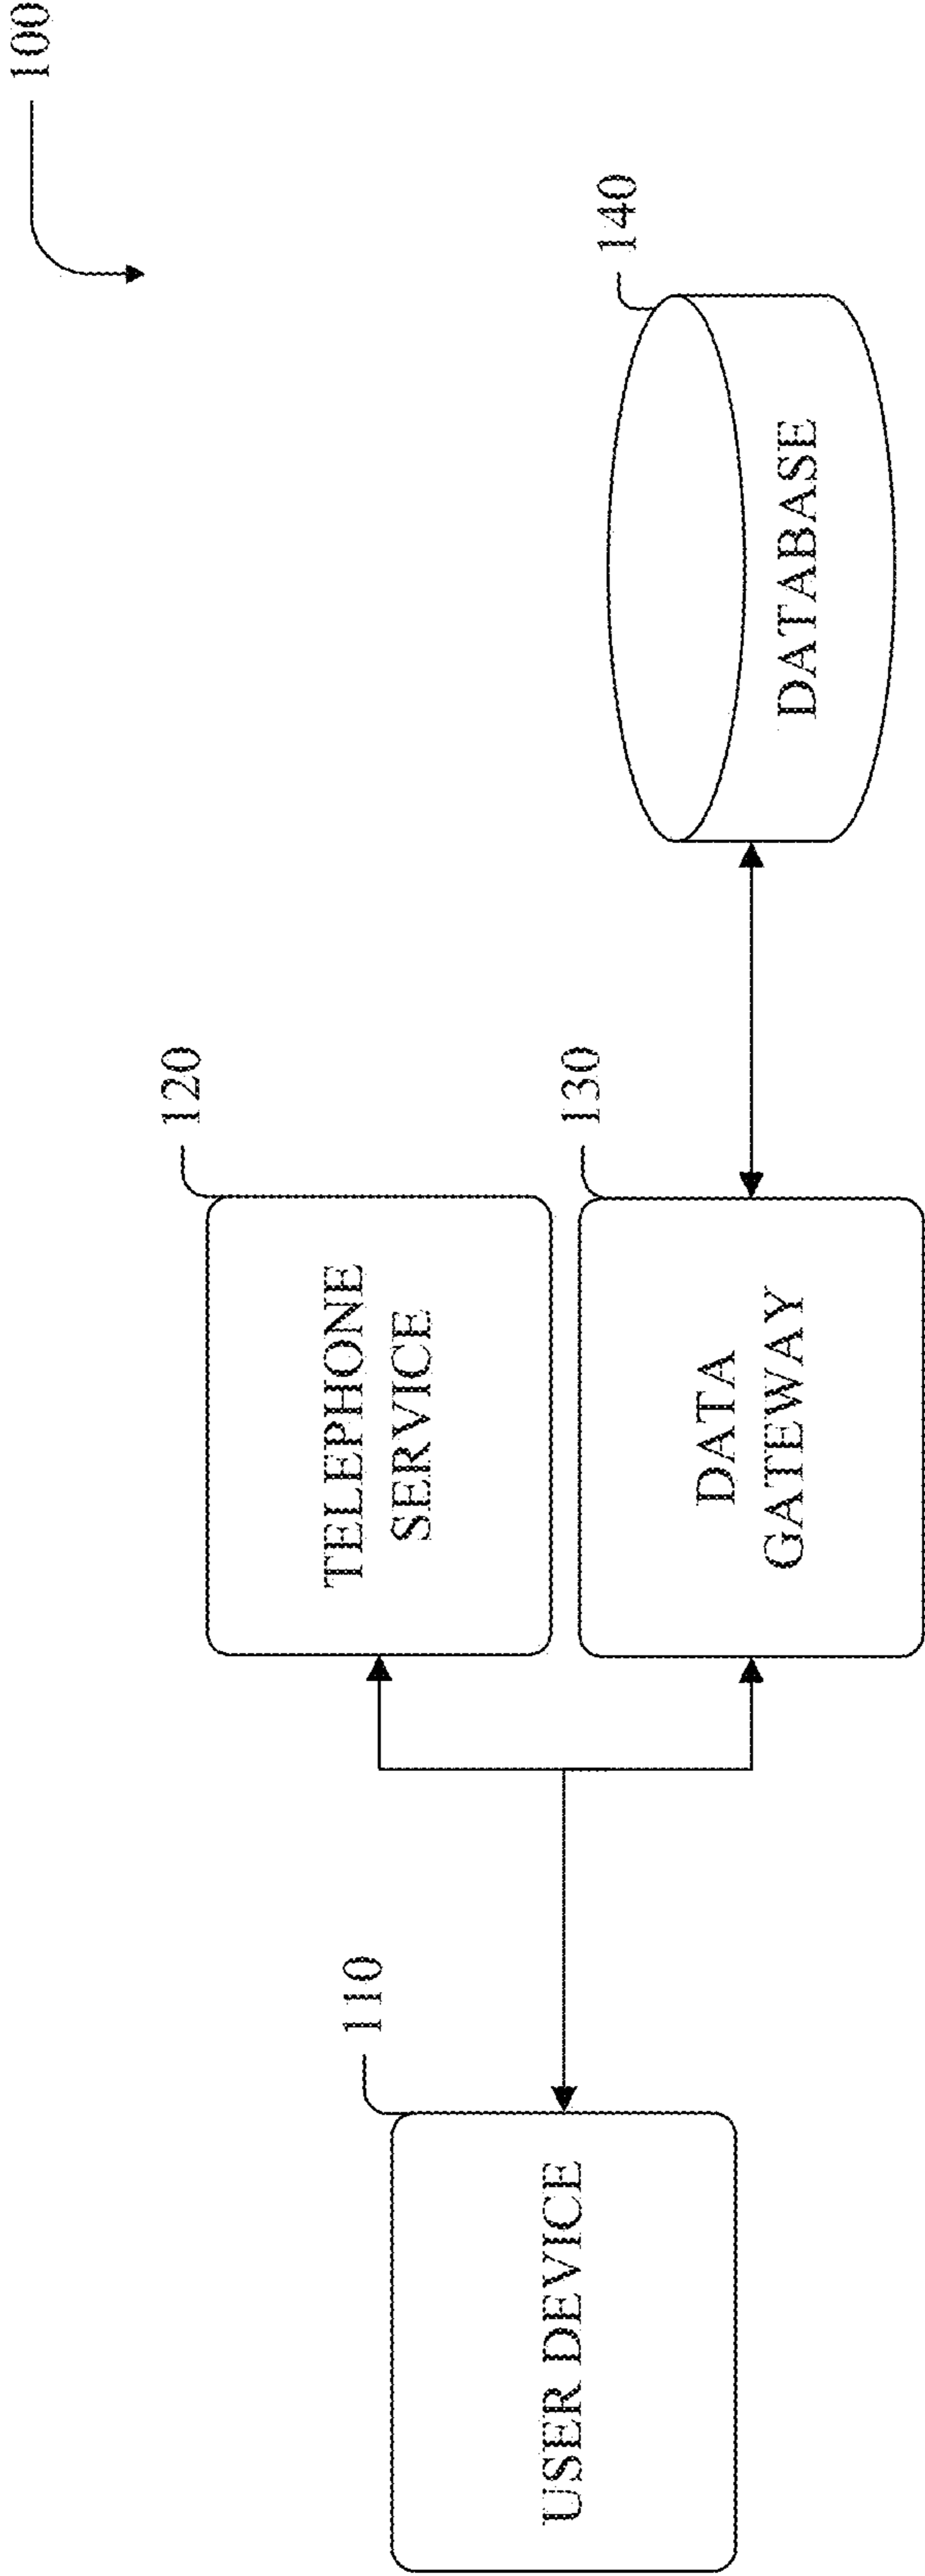 100
110
USER DEVICE
120
TELEPHONE
SERVICE
130
DATA
GATEWAY
140
DATABASE